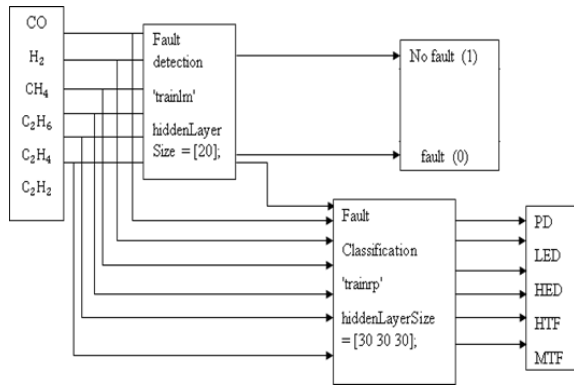 CO
H2
CH4
C2H6
C2H4
C2H2
Fault
detection
'trainlm'
hiddenLayer
Size = [20];
No fault (1)
fault (0)
Fault
Classification
'trainrp'
hiddenLayerSize
= [30 30 30];
PD
LED
HED
HTF
MTF